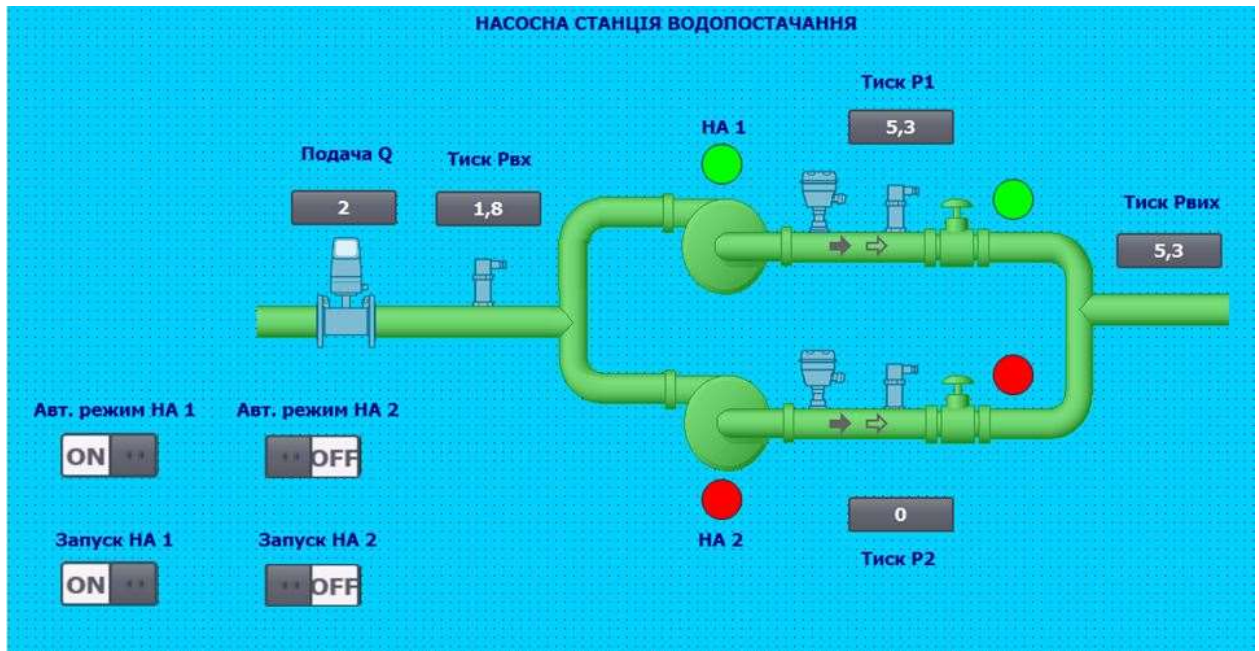 НАСОСНА СТАНЦІЯ ВОДОПОСТАЧАННЯ
Тиск P1
5,3
НА 1
Подача Q
Тиск Рвх
2
1,8
Тиск Рвих
5,3
Авт. режим НА 1
Авт. режим НА 2
ON
OFF
Запуск НА 1
Запуск НА 2
ON
OFF
НА 2
0
Тиск P2